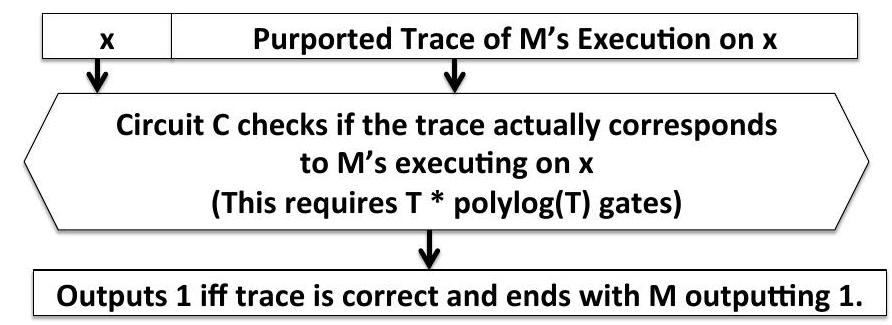 x
Purported Trace of M’s Execution on x
Circuit C checks if the trace actually corresponds
to M’s executing on x
(This requires T * polylog(T) gates)
Outputs 1 iff trace is correct and ends with M outputting 1.